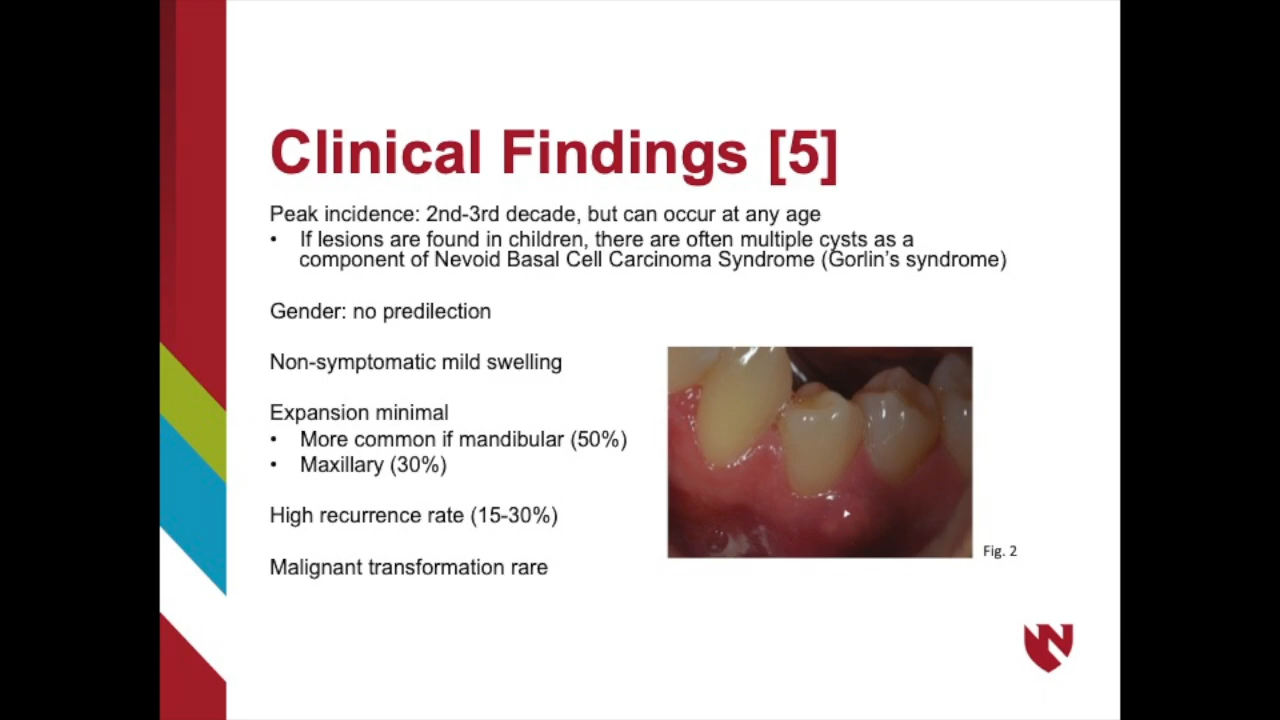 Clinical Findings [5]
Peak incidence: 2nd-3rd decade, but can occur at any age
• If lesions are found in children, there are often multiple cysts as a
component of Nevoid Basal Cell Carcinoma Syndrome (Gorlin's syndrome)
Gender: no predilection
Non-symptomatic mild swelling
Expansion minimal
• More common if mandibular (50%)
• Maxillary (30%)
High recurrence rate (15-30%)
Malignant transformation rare
Fig. 2
N